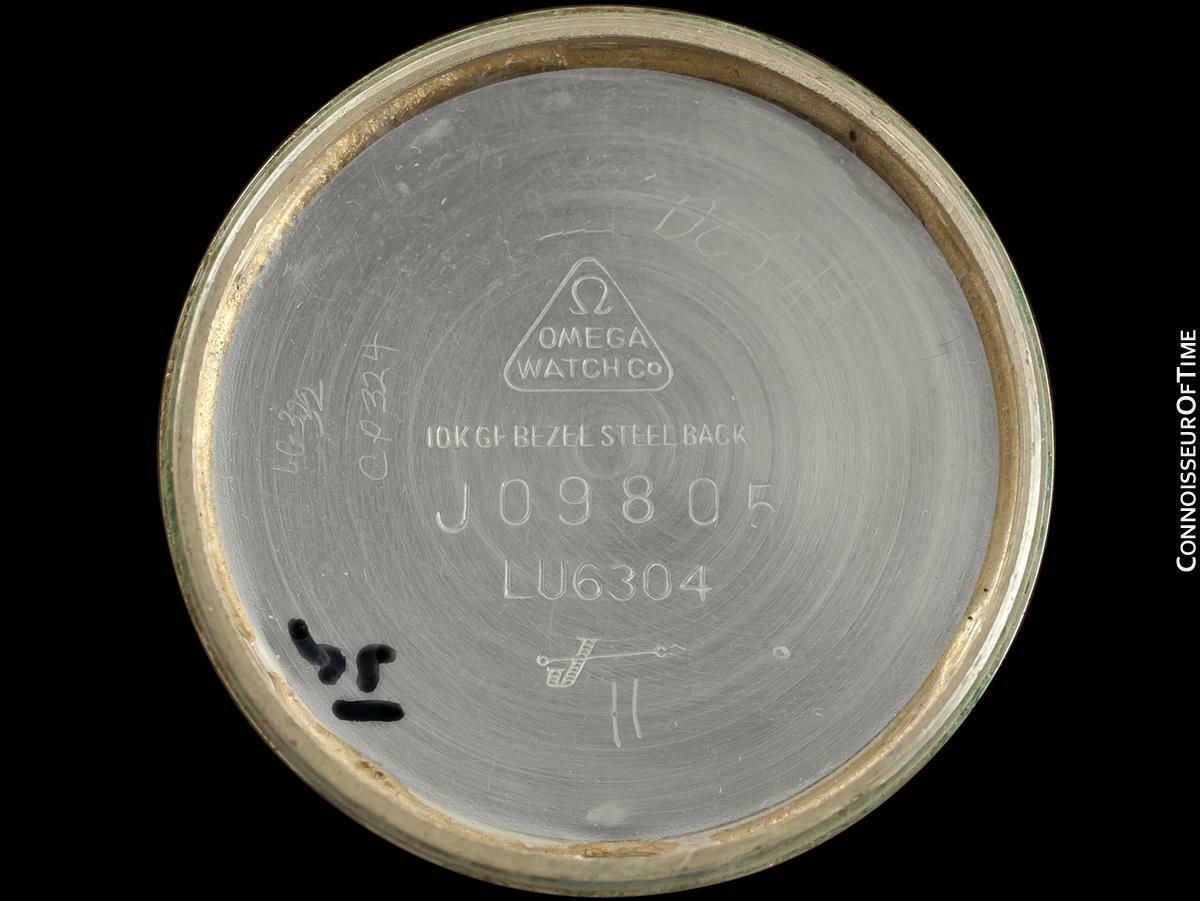 Ω
OMEGA
WATCH Co
10K GF BEZEL STEEL BACK
J09805
LU6304
CP324
CONNOISSEUROFTIME